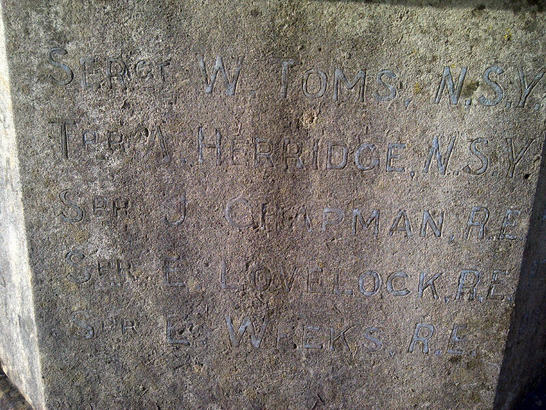 SERGT W. TOMS, N.S.Y
TPR A. HERRIDGE, N.S.Y
SPR J CHAPMAN, R.E
SPR E LOVELOCK, R.E
SPR E WEEKS, R.E